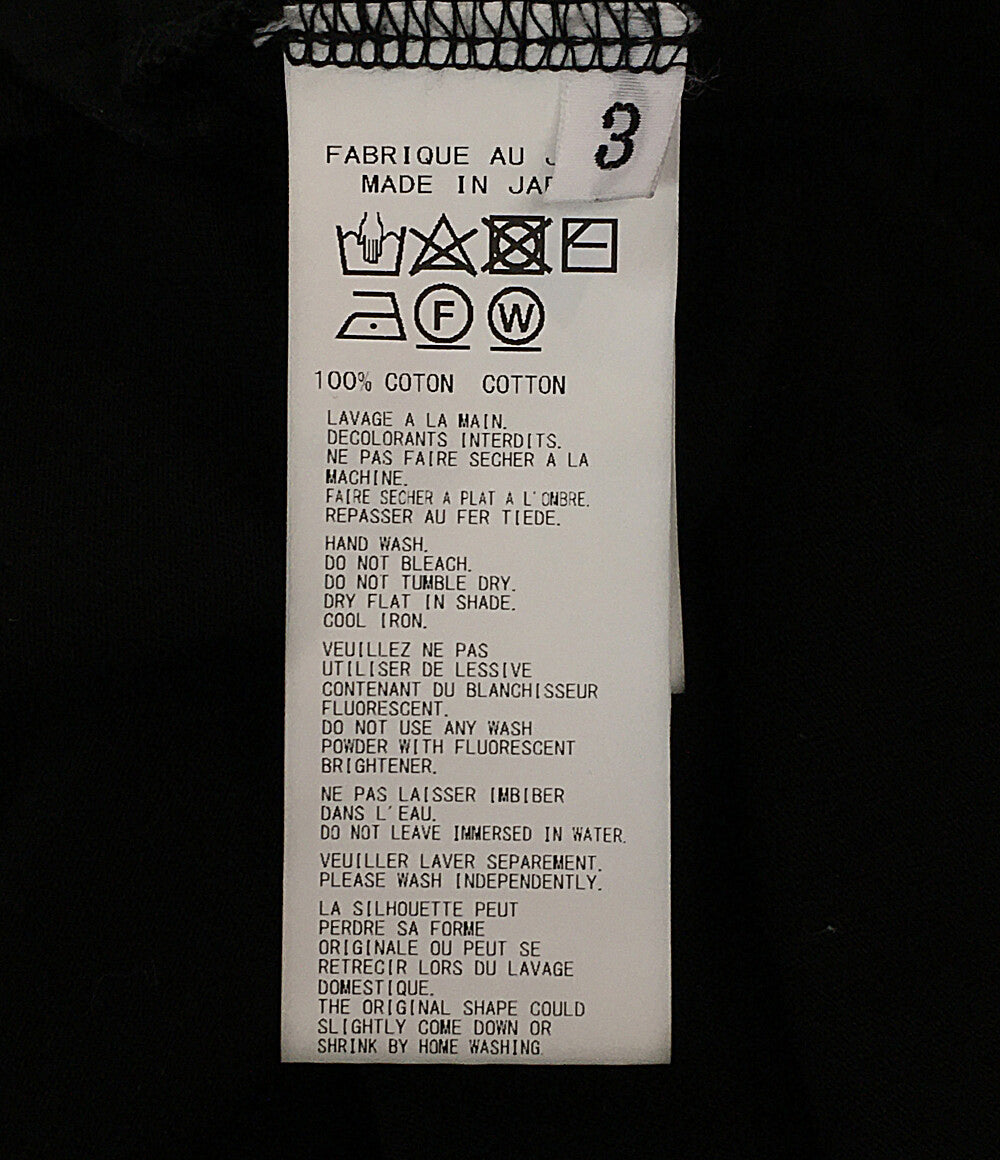 3
FABRIQUE AU
MADE IN
F W
100% COTON COTTON
LAVAGE A LA MAIN.
DECOLORANTS INTERDITS.
NE PAS FAIRE SECHER A LA
MACHINE.
FAIRE SECHER A PLAT A L'OMBRE.
REPASSER AU FER TIEDE.
HAND WASH.
DO NOT BLEACH.
DO NOT TUMBLE DRY.
DRY FLAT IN SHADE.
COOL IRON.
VEUILLEZ NE PAS
UTILISER DE LESSIVE
CONTENANT DU BLANCHISSEUR
FLUORESCENT.
DO NOT USE ANY WASH
POWDER WITH FLUORESCENT
BRIGHTENER.
NE PAS LAISSER IMBIBER
DANS L'EAU.
DO NOT LEAVE IMMERSED IN WATER.
VEUILLER LAVER SEPAREMENT.
PLEASE WASH INDEPENDENTLY.
LA SILHOUETTE PEUT
PERDRE SA FORME
ORIGINALE OU PEUT SE
RETRECIR LORS DU LAVAGE
DOMESTIQUE.
THE ORIGINAL SHAPE COULD
SLIGHTLY COME DOWN OR
SHRINK BY HOME WASHING.